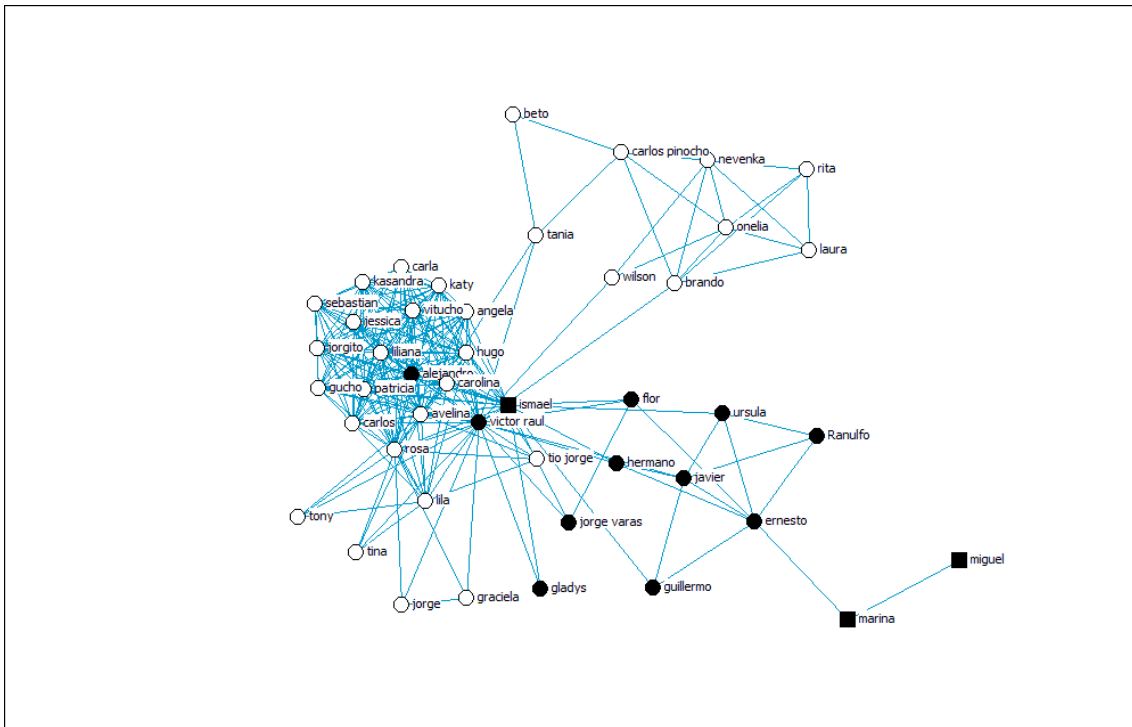 beto
carlos pinocho
nevenka
rita
onelia
tania
laura
carla
wilson
brando
kasandra
katy
sebastian
vitucho
angela
jessica
jorgito
liliana
hugo
alejandro
carolina
gucho
patricia
ismael
flor
avelina
ursula
carlos
victor raul
Ranulfo
rosa
tio jorge
hermano
javier
lila
tony
jorge varas
ernesto
tina
miguel
gladys
guillermo
jorge
graciela
marina